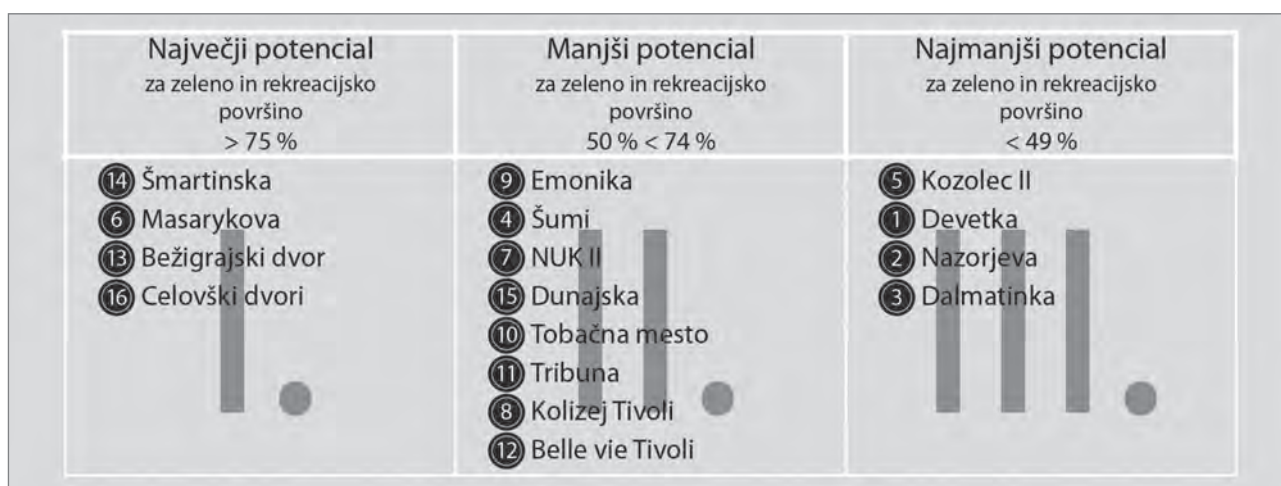 Največji potencial
za zeleno in rekreacijsko
površino
> 75 %
14 Šmartinska
6 Masarykova
13 Bežigrajski dvor
16 Celovški dvori
Manjši potencial
za zeleno in rekreacijsko
površino
50 % < 74 %
9 Emonika
4 Šumi
7 NUK II
15 Dunajska
10 Tobačna mesto
11 Tribuna
8 Kolizej Tivoli
12 Belle vie Tivoli
Najmanjši potencial
za zeleno in rekreacijsko
površino
< 49 %
5 Kozolec II
1 Devetka
2 Nazorjeva
3 Dalmatinka
I.
II.
III.